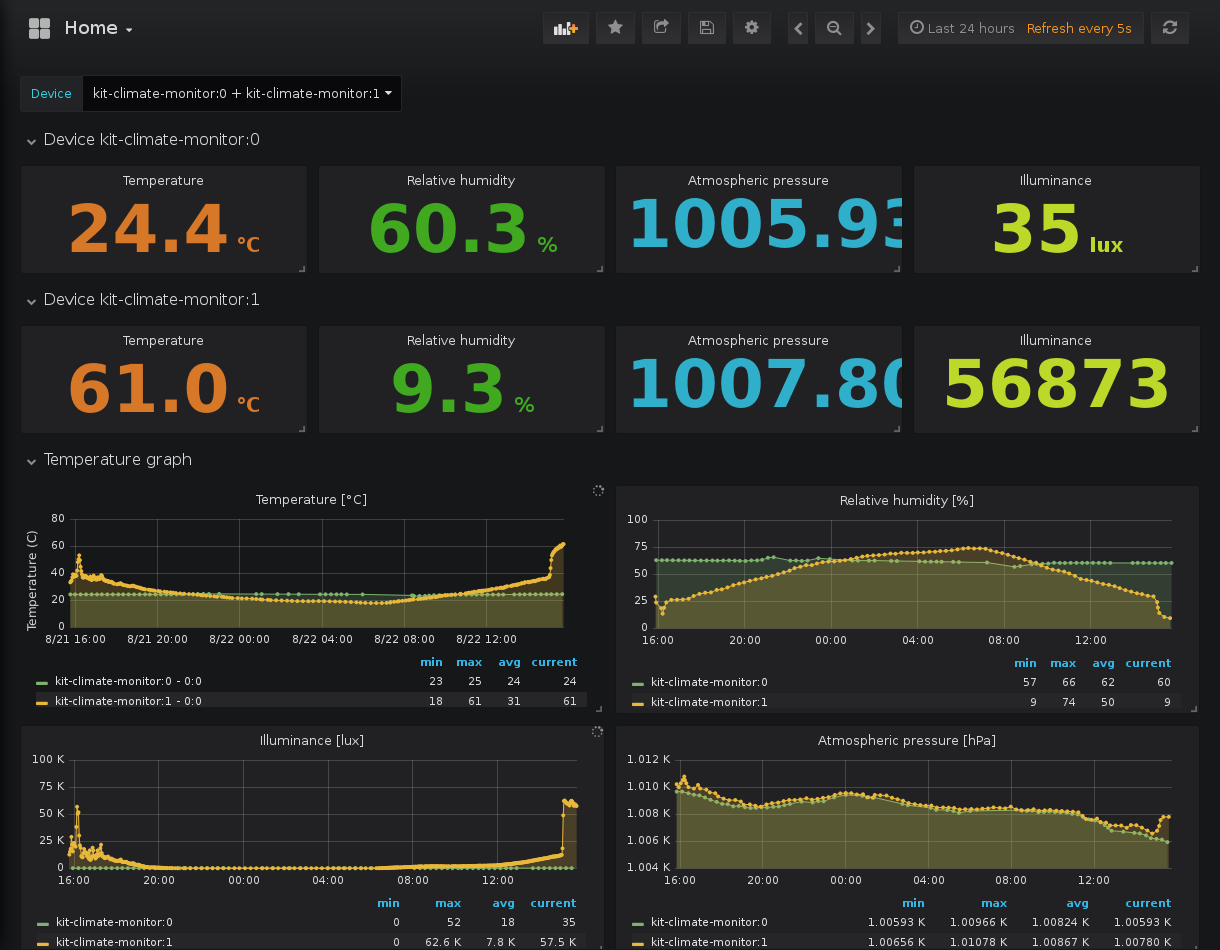 Home
Last 24 hours Refresh every 5s
Device kit-climate-monitor:0 + kit-climate-monitor:1
Device kit-climate-monitor:0
Temperature Relative humidity Atmospheric pressure Illuminance
24.4 °C 60.3 % 1005.93 35 lux
Device kit-climate-monitor:1
Temperature Relative humidity Atmospheric pressure Illuminance
61.0 °C 9.3 % 1007.80 56873
Temperature graph
Temperature [°C]
Temperature (C)
80
60
40
20
0
8/21 16:00 8/21 20:00 8/22 00:00 8/22 04:00 8/22 08:00 8/22 12:00
min max avg current
kit-climate-monitor:0 - 0:0 23 25 24 24
kit-climate-monitor:1 - 0:0 18 61 31 61
Relative humidity [%]
100
75
50
25
0
16:00 20:00 00:00 04:00 08:00 12:00
min max avg current
kit-climate-monitor:0 57 66 62 60
kit-climate-monitor:1 9 74 50 9
Illuminance [lux]
100 K
75 K
50 K
25 K
0
16:00 20:00 00:00 04:00 08:00 12:00
min max avg current
kit-climate-monitor:0 0 52 18 35
kit-climate-monitor:1 0 62.6 K 7.8 K 57.5 K
Atmospheric pressure [hPa]
1.012 K
1.010 K
1.008 K
1.006 K
1.004 K
16:00 20:00 00:00 04:00 08:00 12:00
min max avg current
kit-climate-monitor:0 1.00593 K 1.00966 K 1.00824 K 1.00593 K
kit-climate-monitor:1 1.00656 K 1.01078 K 1.00867 K 1.00780 K